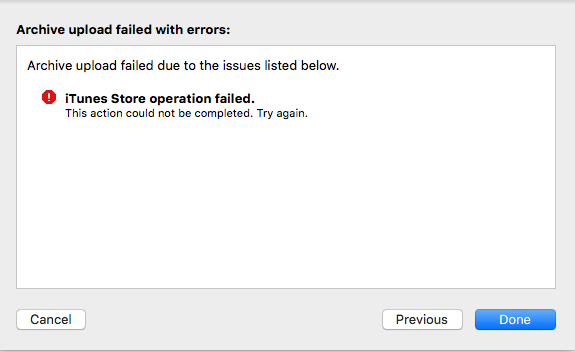 Archive upload failed with errors:
Archive upload failed due to the issues listed below.
iTunes Store operation failed.
This action could not be completed. Try again.
Cancel
Previous
Done